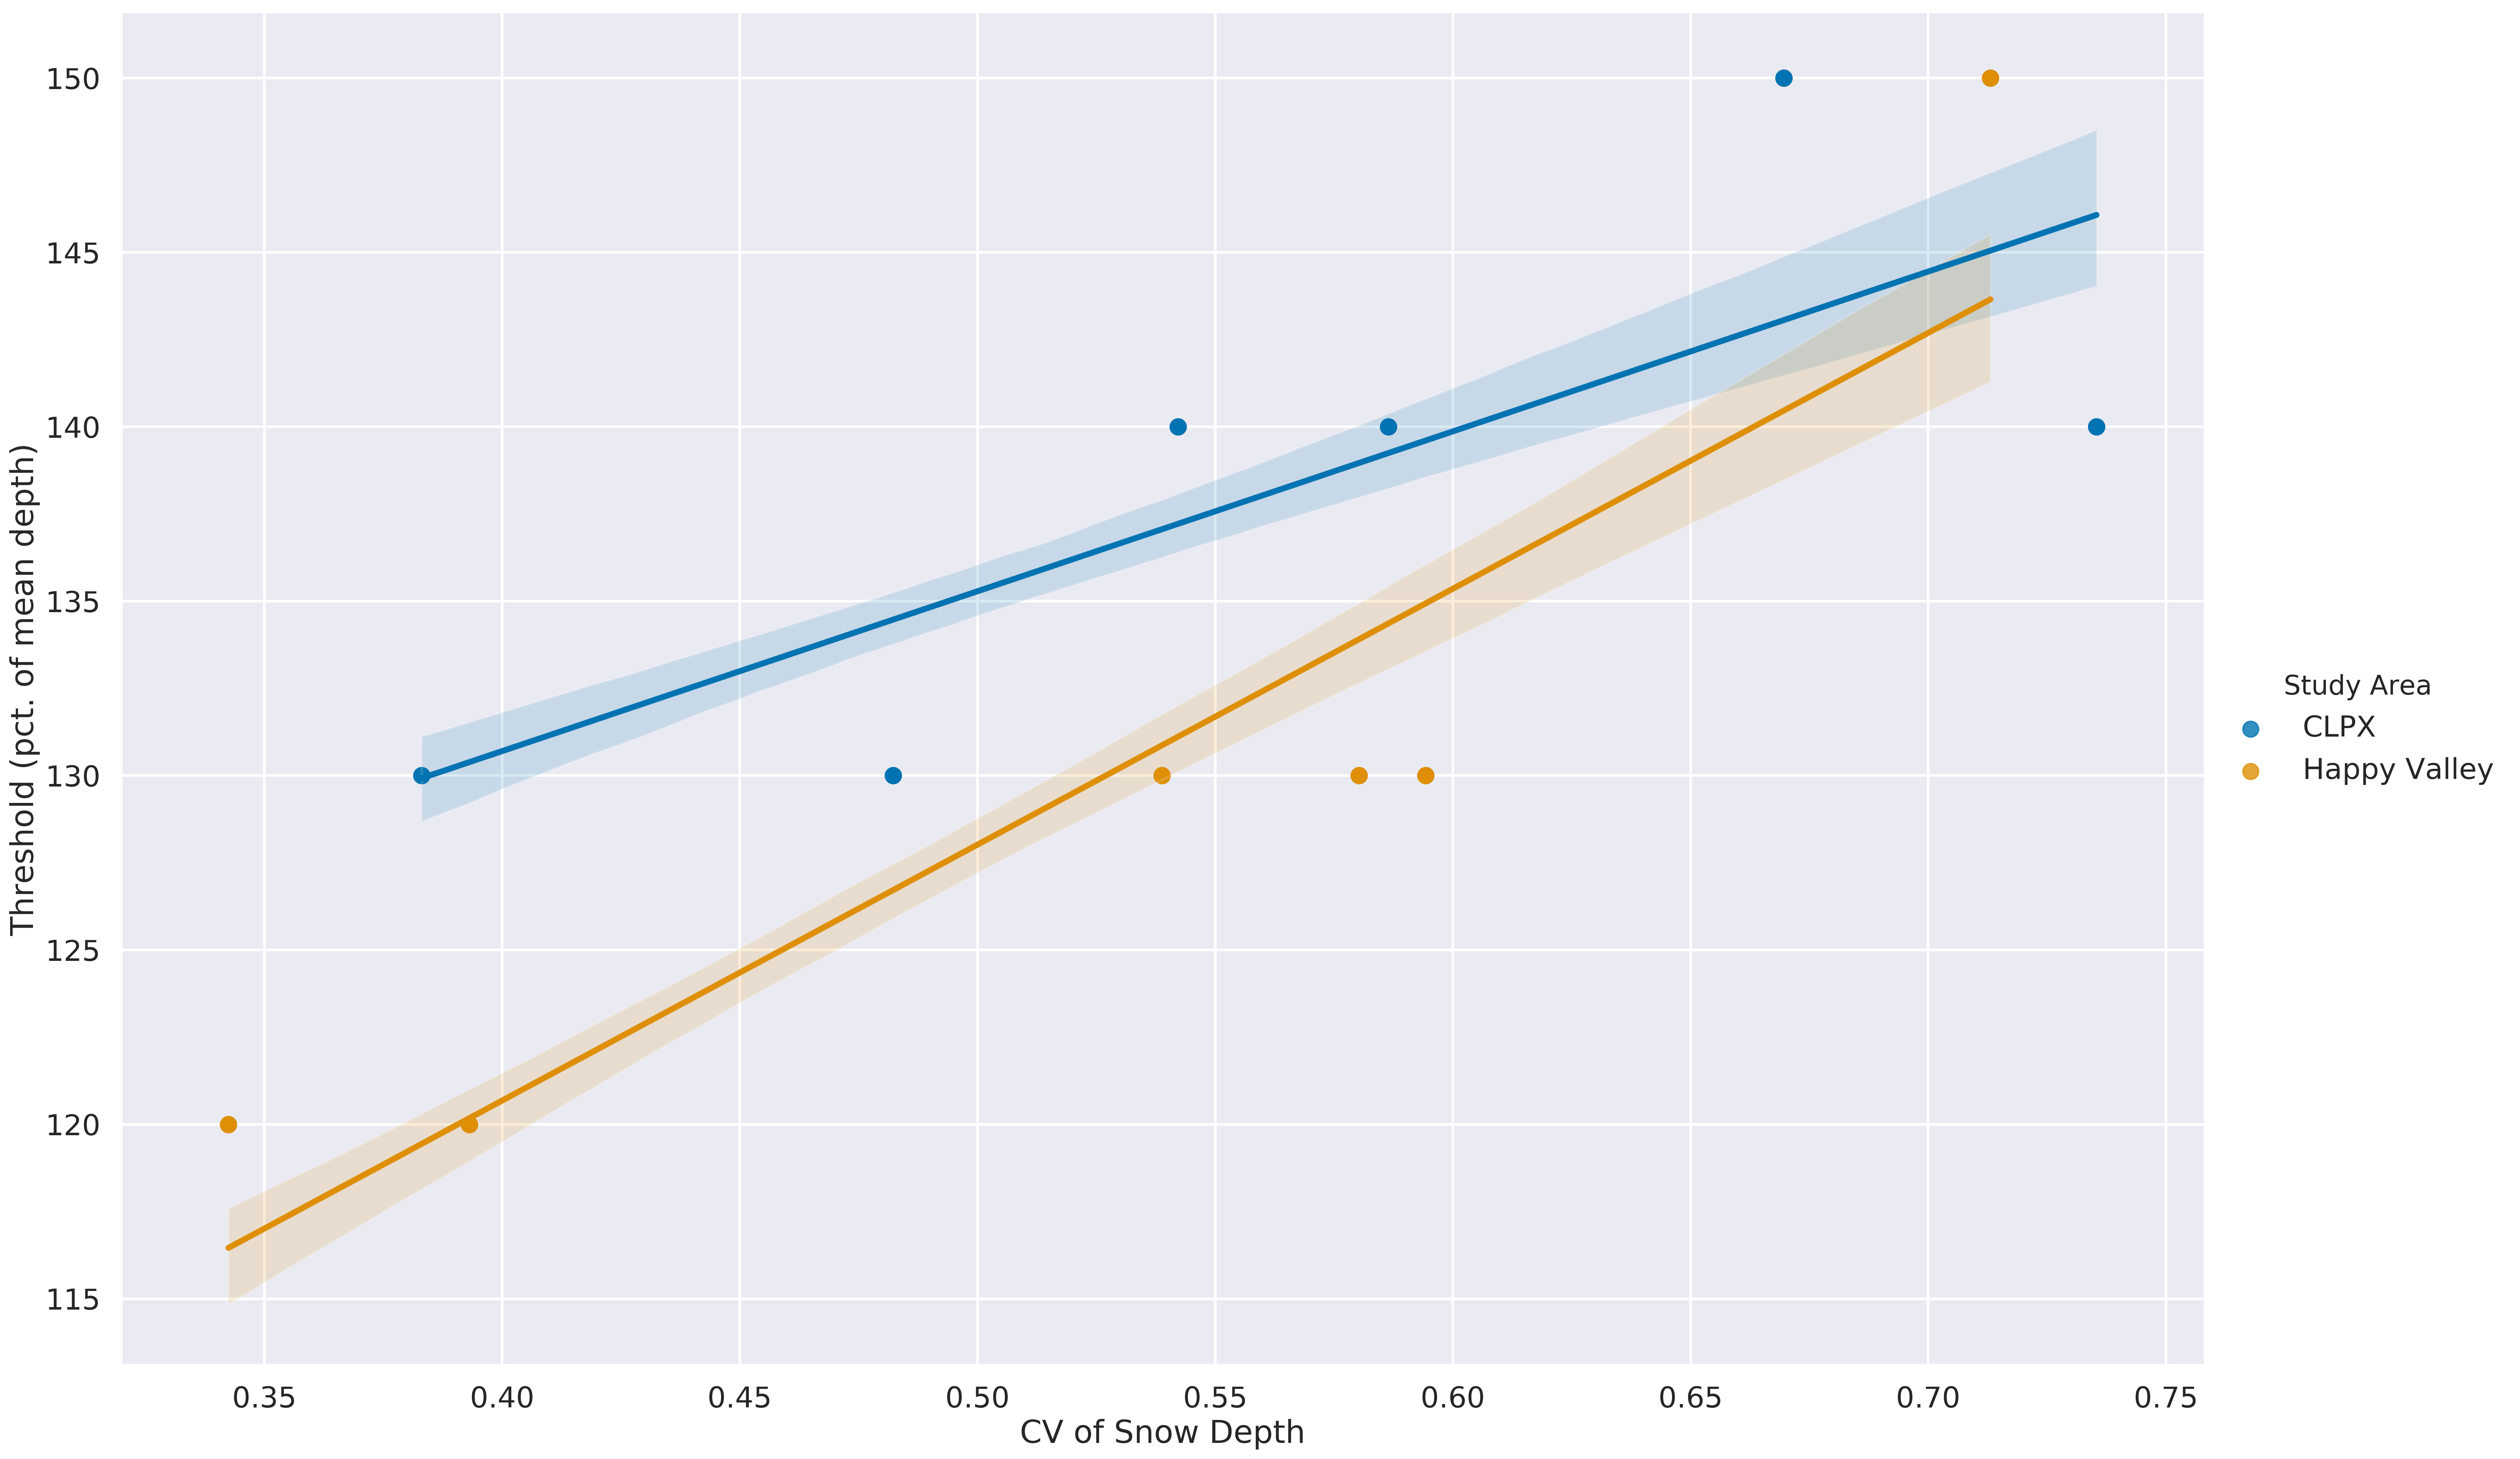 150
145
140
135
130
125
120
115
Threshold (pct. of mean depth)
0.35 0.40 0.45 0.50 0.55 0.60 0.65 0.70 0.75
CV of Snow Depth
Study Area
CLPX
Happy Valley